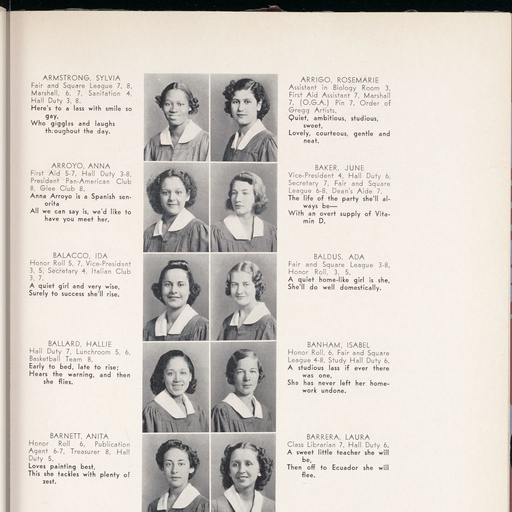 ARMSTRONG, SYLVIA
Fair and Square League 7, 8,
Marshall, 6, 7, Sanitation 4,
Hall Duty 3, 8.
Here's to a lass with smile so
gay,
Who giggles and laughs
throughout the day.
ARROYO, ANNA
First Aid 5-7, Hall Duty 3-8,
President Pan-American Club
8, Glee Club 8.
Anna Arroyo is a Spanish sen-
orita
All we can say is, we'd like to
have you meet her.
BALACCO, IDA
Honor Roll 5, 7, Vice-President
3, 5, Secretary 4, Italian Club
3, 7.
A quiet girl and very wise,
Surely to success she'll rise.
BALLARD, HALLIE
Hall Duty 7, Lunchroom 5, 6,
Basketball Team 8,
Early to bed, late to rise;
Hears the warning, and then
she flies.
BARNETT, ANITA
Honor Roll 6, Publication
Agent 6-7, Treasurer 8, Hall
Duty 5.
Loves painting best,
This she tackles with plenty of
zest.
ARRIGO, ROSEMARIE
Assistant in Biology Room 3,
First Aid Assistant 7, Marshall
7, (O.G.A.) Pin 7, Order of
Gregg Artists.
Quiet, ambitious, studious,
sweet,
Lovely, courteous, gentle and
neat.
BAKER, JUNE
Vice-President 4, Hall Duty 6,
Secretary 7, Fair and Square
League 6-8, Dean's Aide 7.
The life of the party she'll al-
ways be—
With an overt supply of Vita-
min D.
BALDUS, ADA
Fair and Square League 3-8,
Honor Roll, 3, 5.
A quiet home-like girl is she,
She'll do well domestically.
BANHAM, ISABEL
Honor Roll, 6, Fair and Square
League 4-8, Study Hall Duty 6,
A studious lass if ever there
was one,
She has never left her home-
work undone.
BARRERA, LAURA
Class Librarian 7, Hall Duty 6,
A sweet little teacher she will
be,
Then off to Ecuador she will
flee.